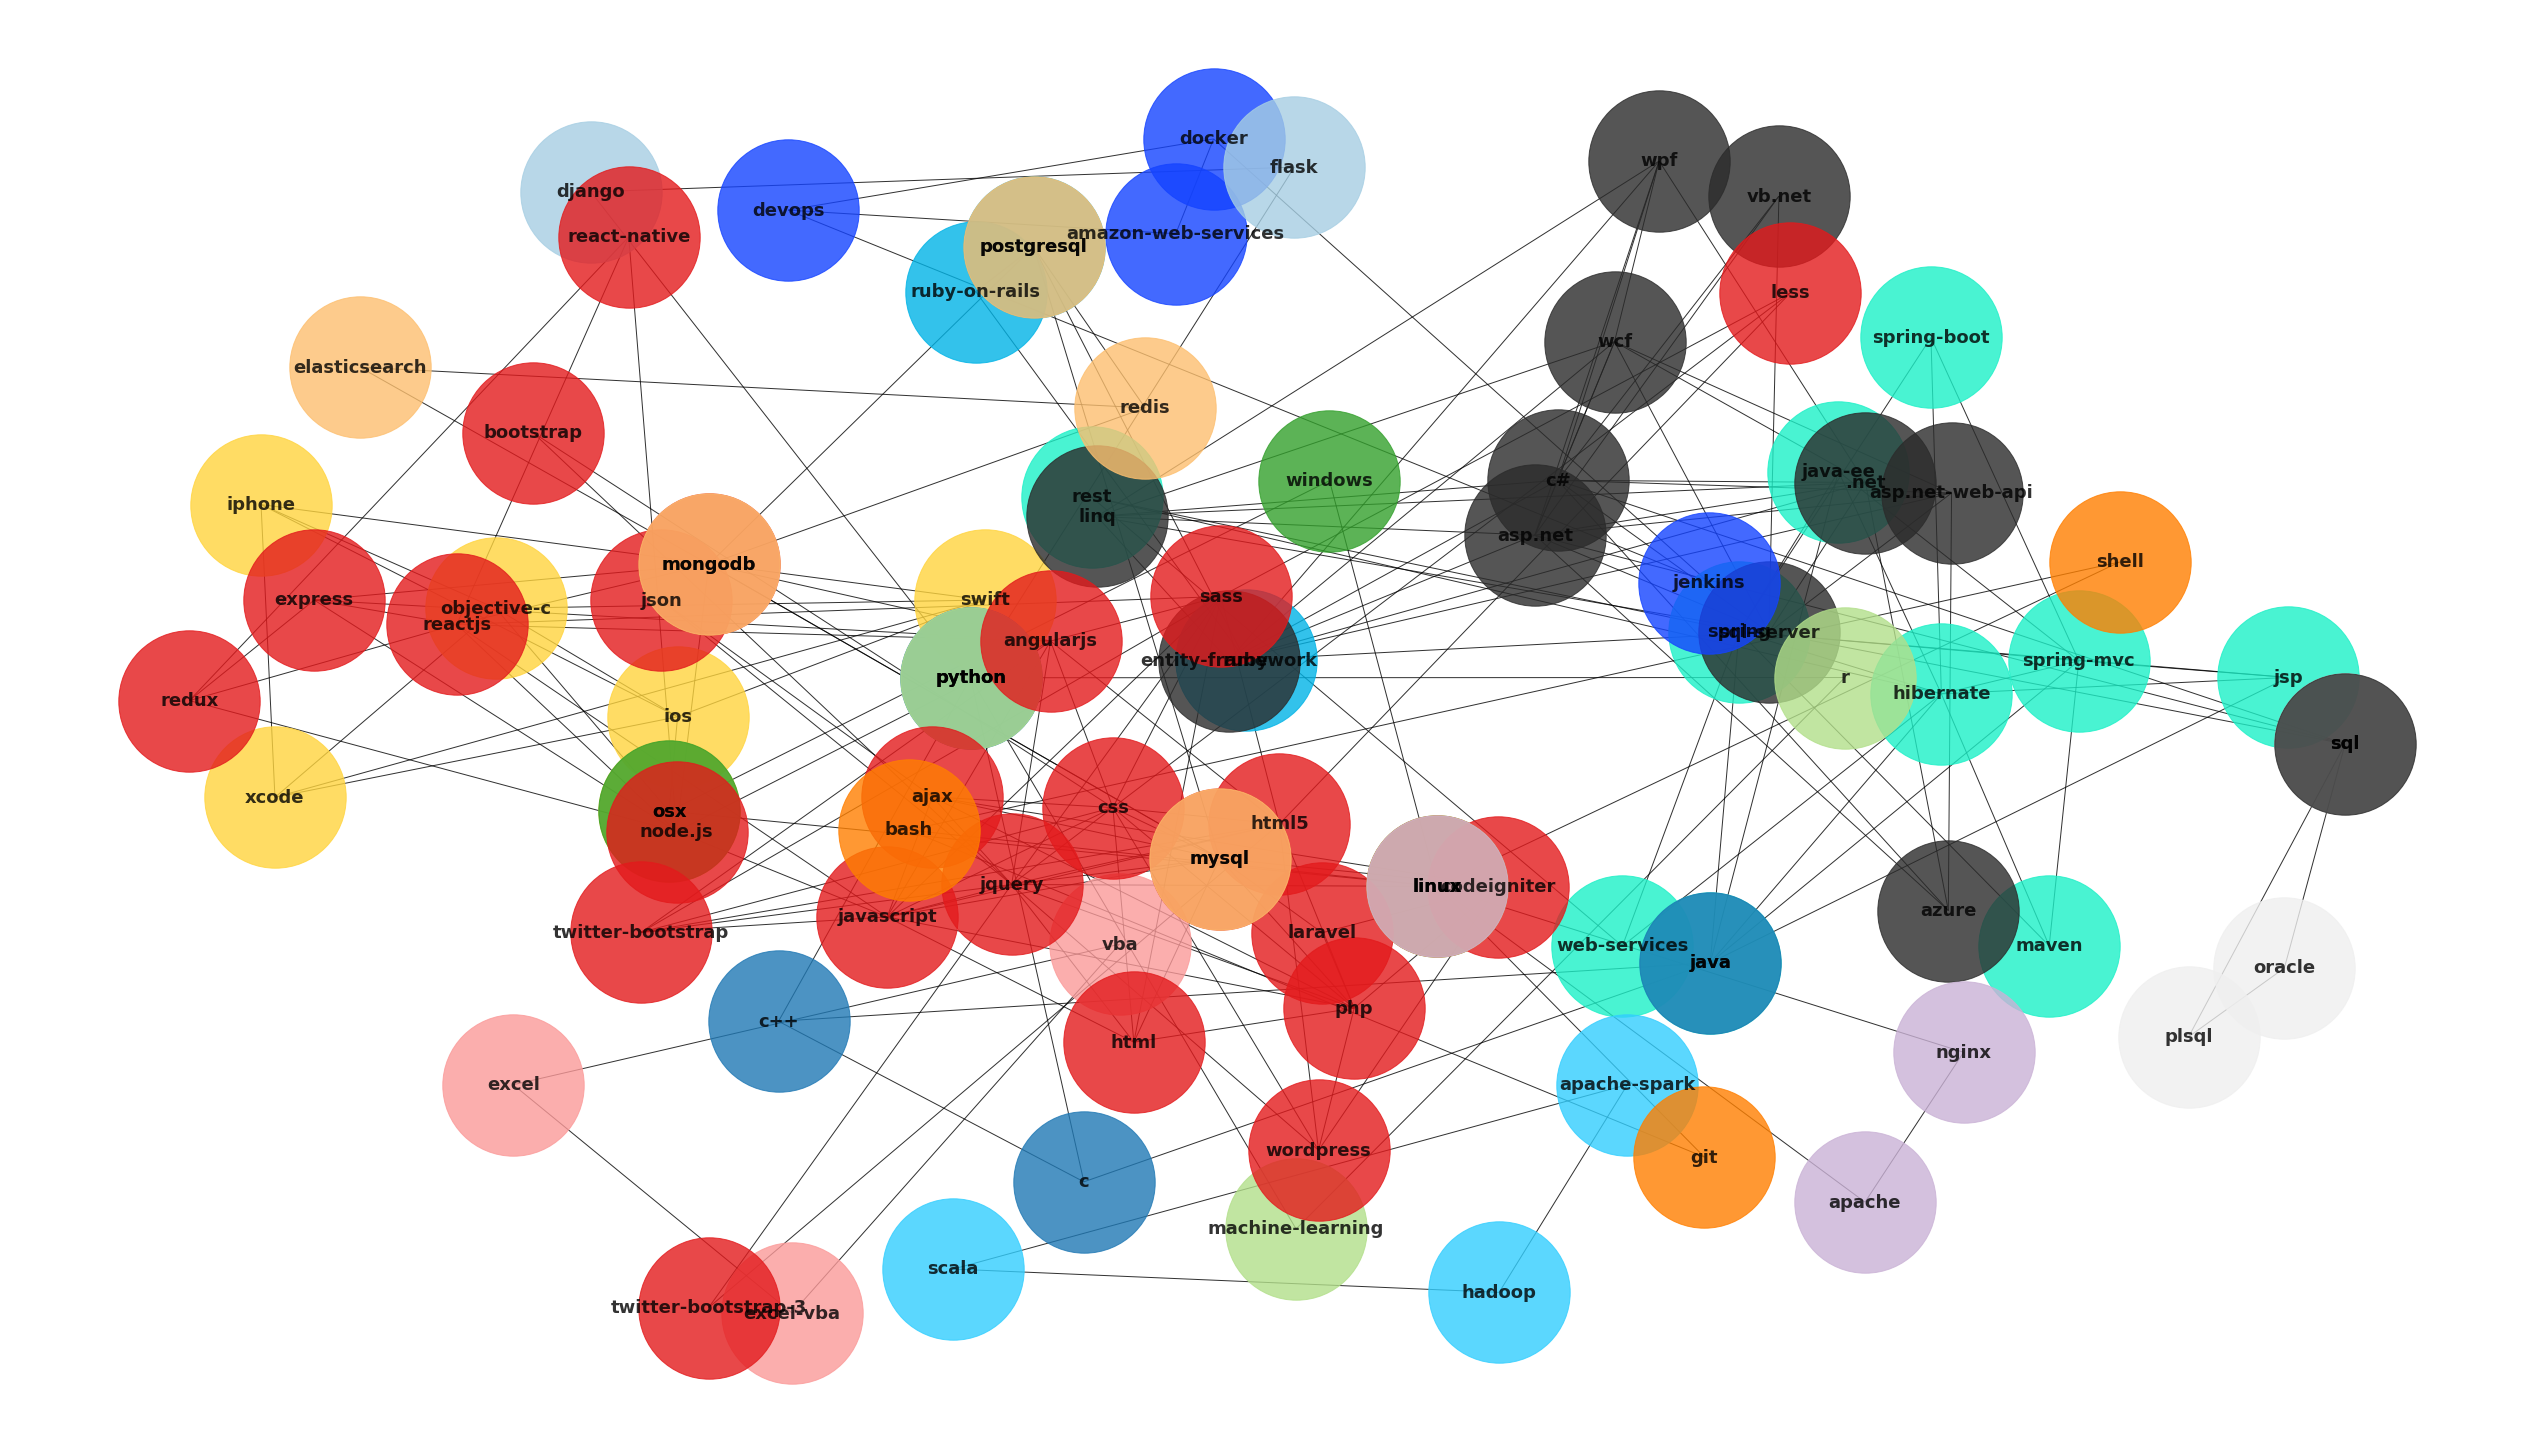 docker
wpf
flask
django
vb.net
devops
amazon-web-services
react-native
postgresql
ruby-on-rails
less
spring-boot
wcf
elasticsearch
redis
bootstrap
java-ee
windows
c#
.net
asp.net-web-api
rest
iphone
linq
asp.net
shell
mongodb
jenkins
sass
express
json
swift
objective-c
reactjs
spring
sql-server
angularjs
entity-framework
ruby
spring-mvc
python
r
jsp
hibernate
redux
ios
sql
xcode
ajax
css
osx
html5
bash
node.js
mysql
jquery
linux
codeigniter
azure
javascript
twitter-bootstrap
laravel
vba
web-services
maven
java
oracle
php
c++
plsql
html
nginx
excel
apache-spark
wordpress
git
c
apache
machine-learning
scala
hadoop
twitter-bootstrap-3
excel-vba